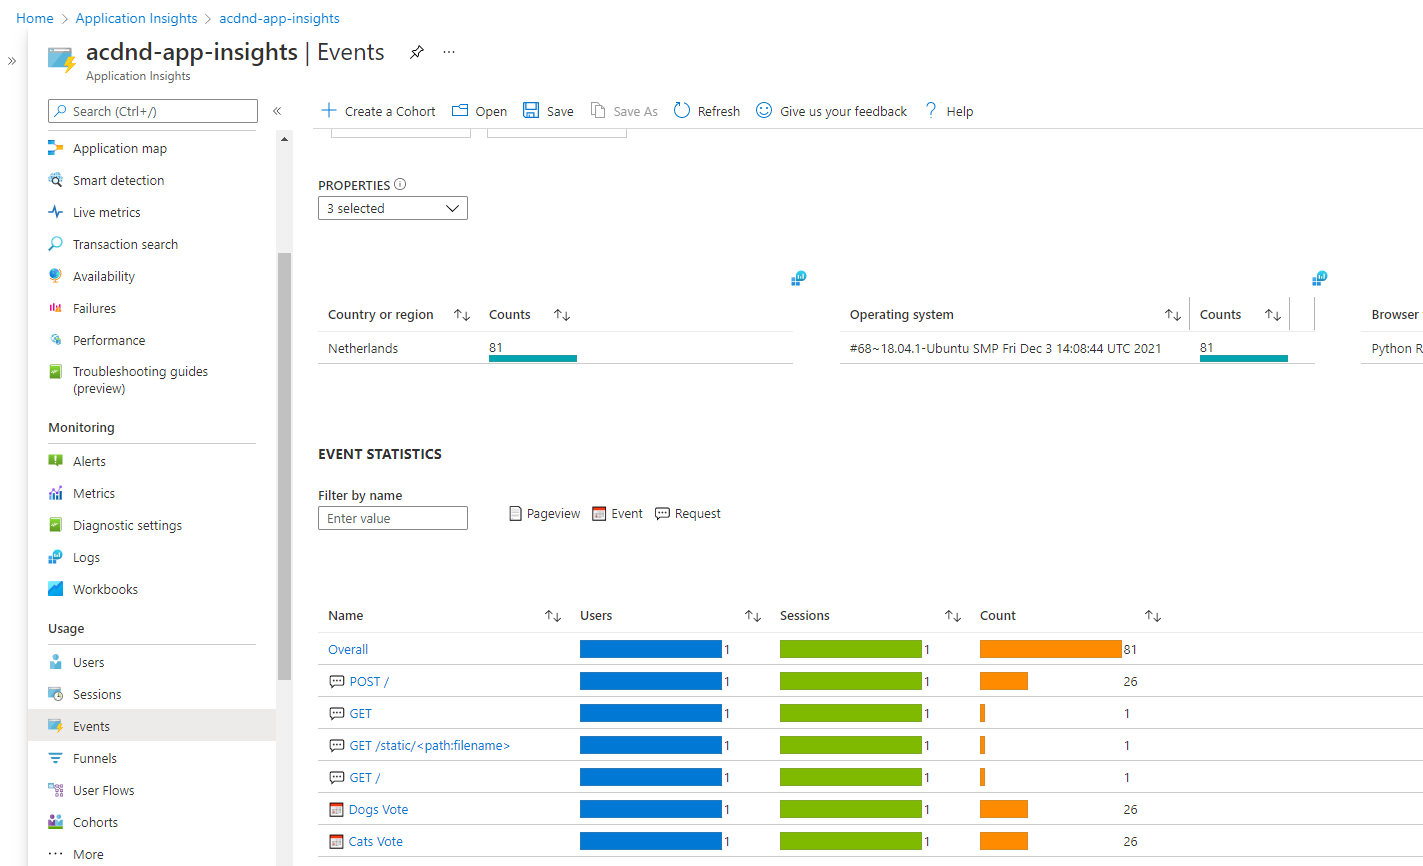 Home > Application Insights > acdnd-app-insights
»
acdnd-app-insights | Events ...
Application Insights
Search (Ctrl+/) «
Create a Cohort Open Save Save As Refresh Give us your feedback ? Help
Application map
Smart detection
Live metrics
Transaction search
Availability
Failures
Performance
Troubleshooting guides
(preview)
Monitoring
Alerts
Metrics
Diagnostic settings
Logs
Workbooks
Usage
Users
Sessions
Events
Funnels
User Flows
Cohorts
... More
PROPERTIES
3 selected
Country or region Counts Operating system Counts Browser
Netherlands 81 #68~18.04.1-Ubuntu SMP Fri Dec 3 14:08:44 UTC 2021 81 Python R
EVENT STATISTICS
Filter by name
Enter value Pageview Event Request
Name Users Sessions Count
Overall 1 1 81
POST / 1 1 26
GET 1 1 1
GET /static/<path:filename> 1 1 1
GET / 1 1 1
Dogs Vote 1 1 26
Cats Vote 1 1 26